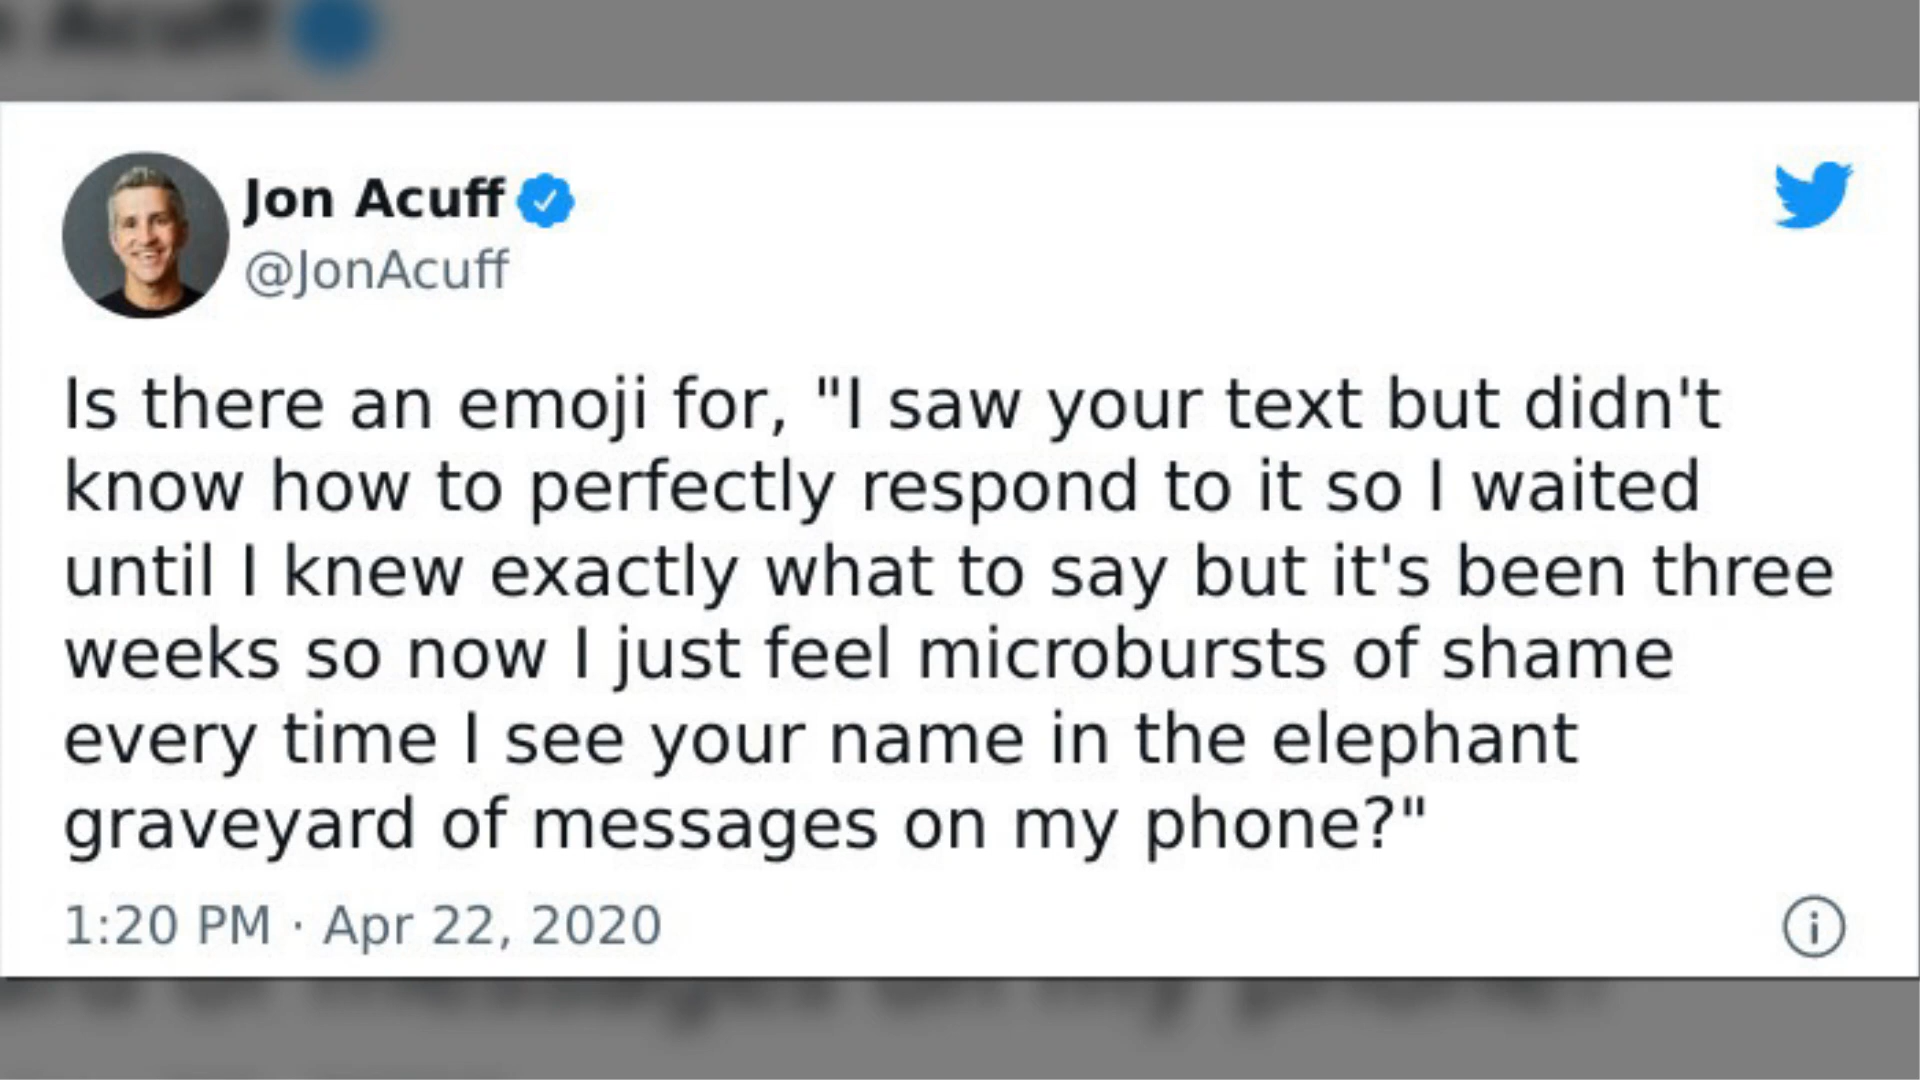 Jon Acuff
@JonAcuff
Is there an emoji for, "I saw your text but didn't
know how to perfectly respond to it so I waited
until I knew exactly what to say but it's been three
weeks so now I just feel microbursts of shame
every time I see your name in the elephant
graveyard of messages on my phone?"
1:20 PM · Apr 22, 2020